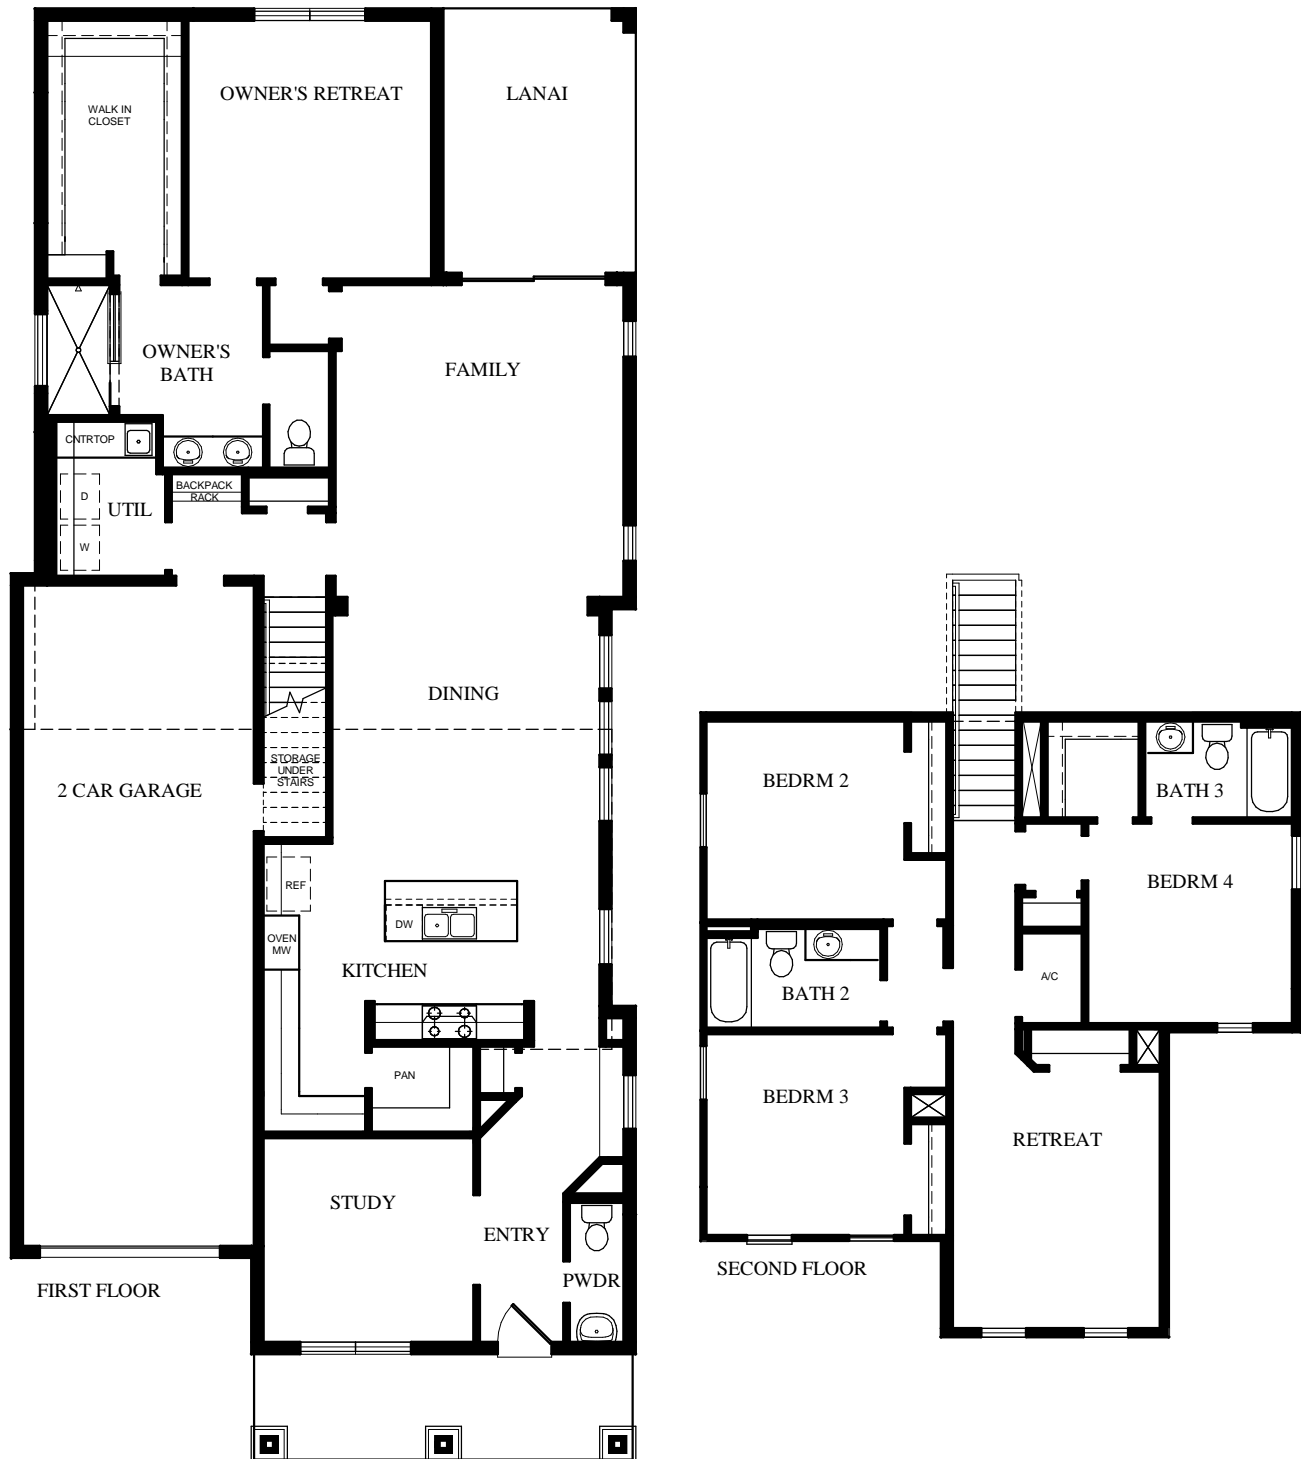 OWNER'S RETREAT
LANAI
WALK IN
CLOSET
OWNER'S
BATH
FAMILY
CNTRTOP
BACKPACK
RACK
D
UTIL
W
DINING
STORAGE
UNDER
STAIRS
2 CAR GARAGE
REF
DW
OVEN
MW
KITCHEN
PAN
STUDY
ENTRY
PWDR
FIRST FLOOR
BEDRM 2
BATH 3
BEDRM 4
A/C
BATH 2
BEDRM 3
RETREAT
SECOND FLOOR